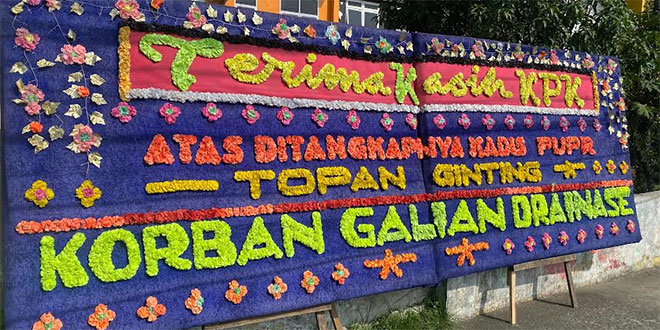 Terima Kasih KPK
ATAS DITANGKAPNYA KADIS PUPR
TOPAN GINTING
KORBAN GALIAN DRAINASE